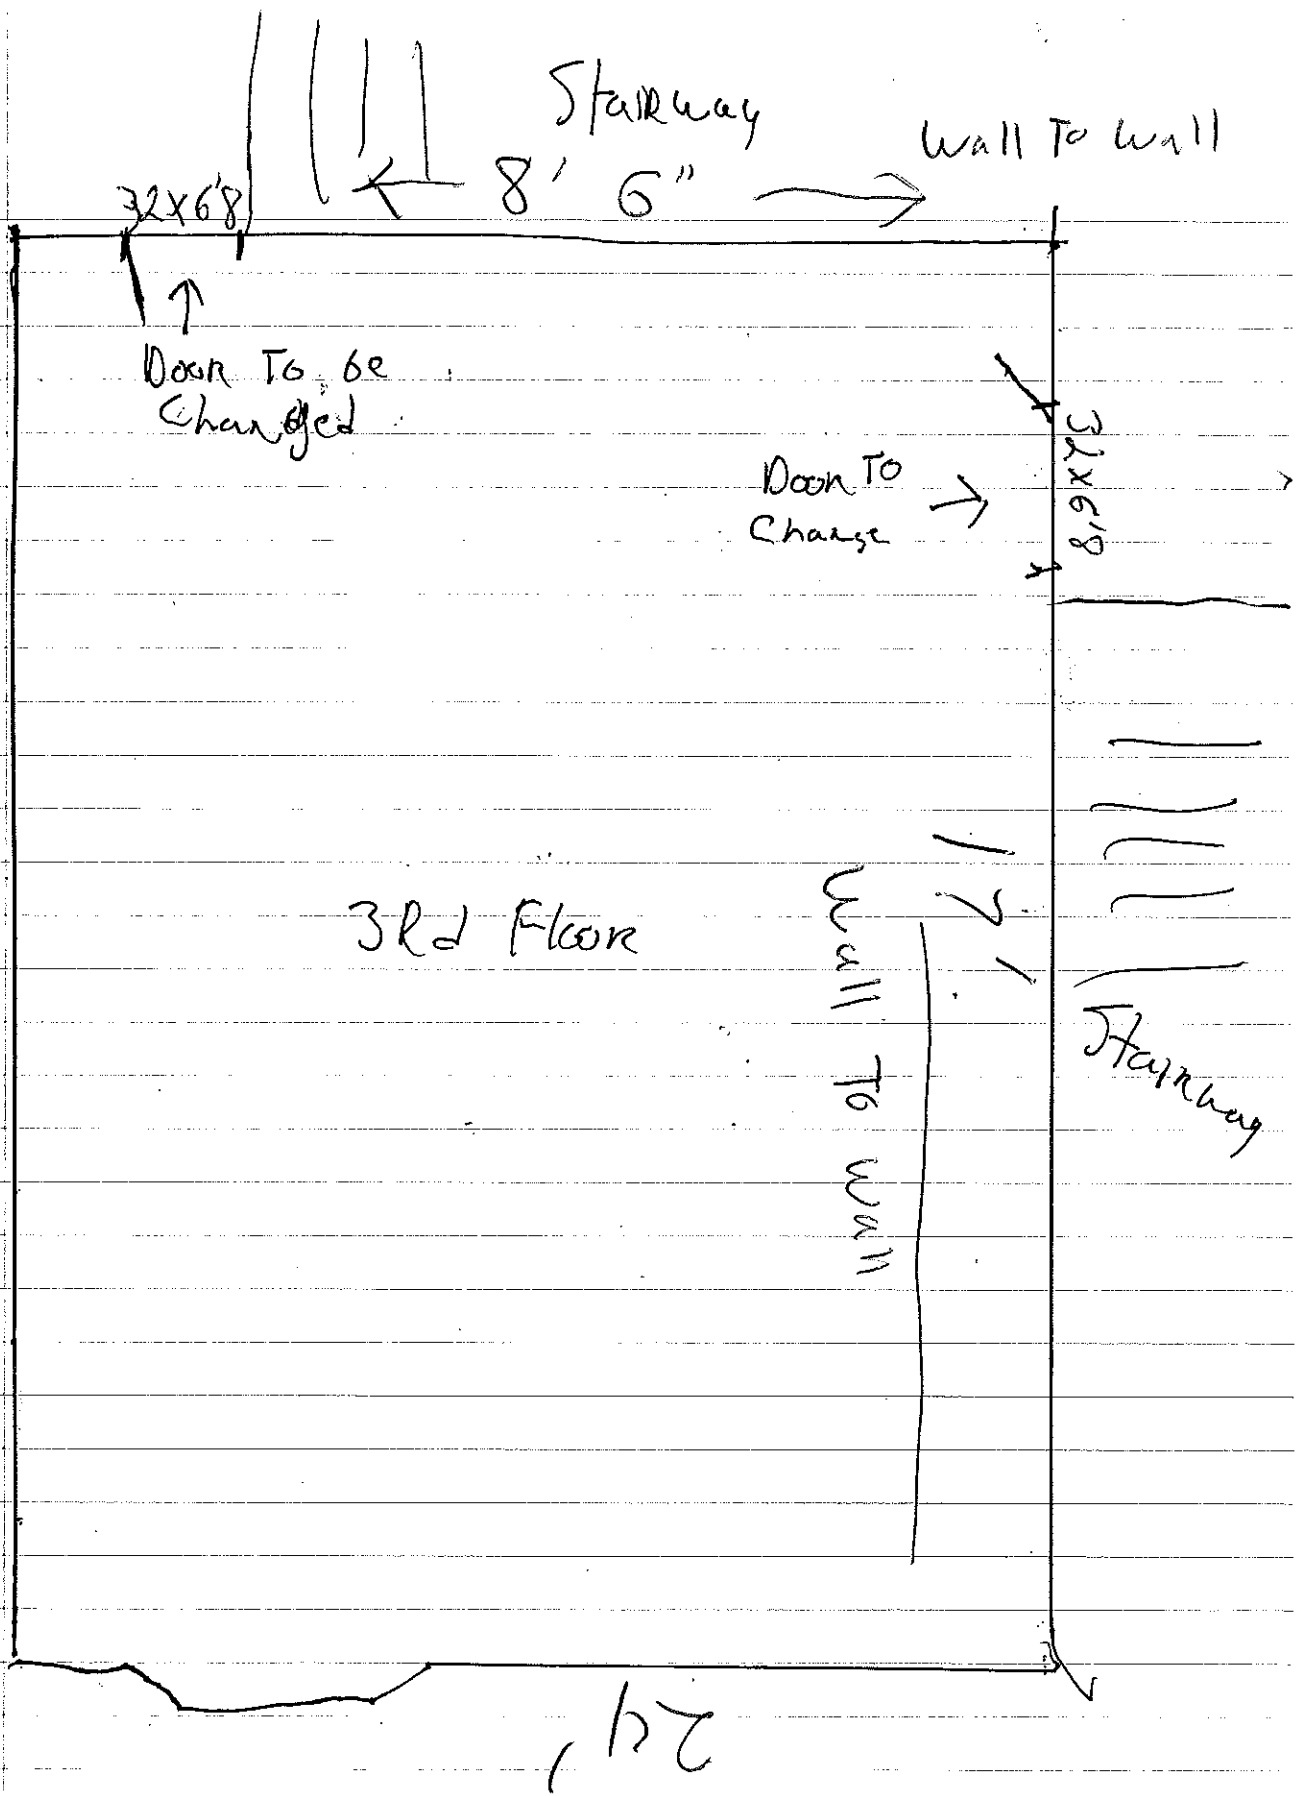 Stairway
Wall To Wall
8' 6"
32X6'8
Door To be
Changed
32x6'8
Door To
Change
12'
3Rd Floor
Wall To Wall
Stairway
24'